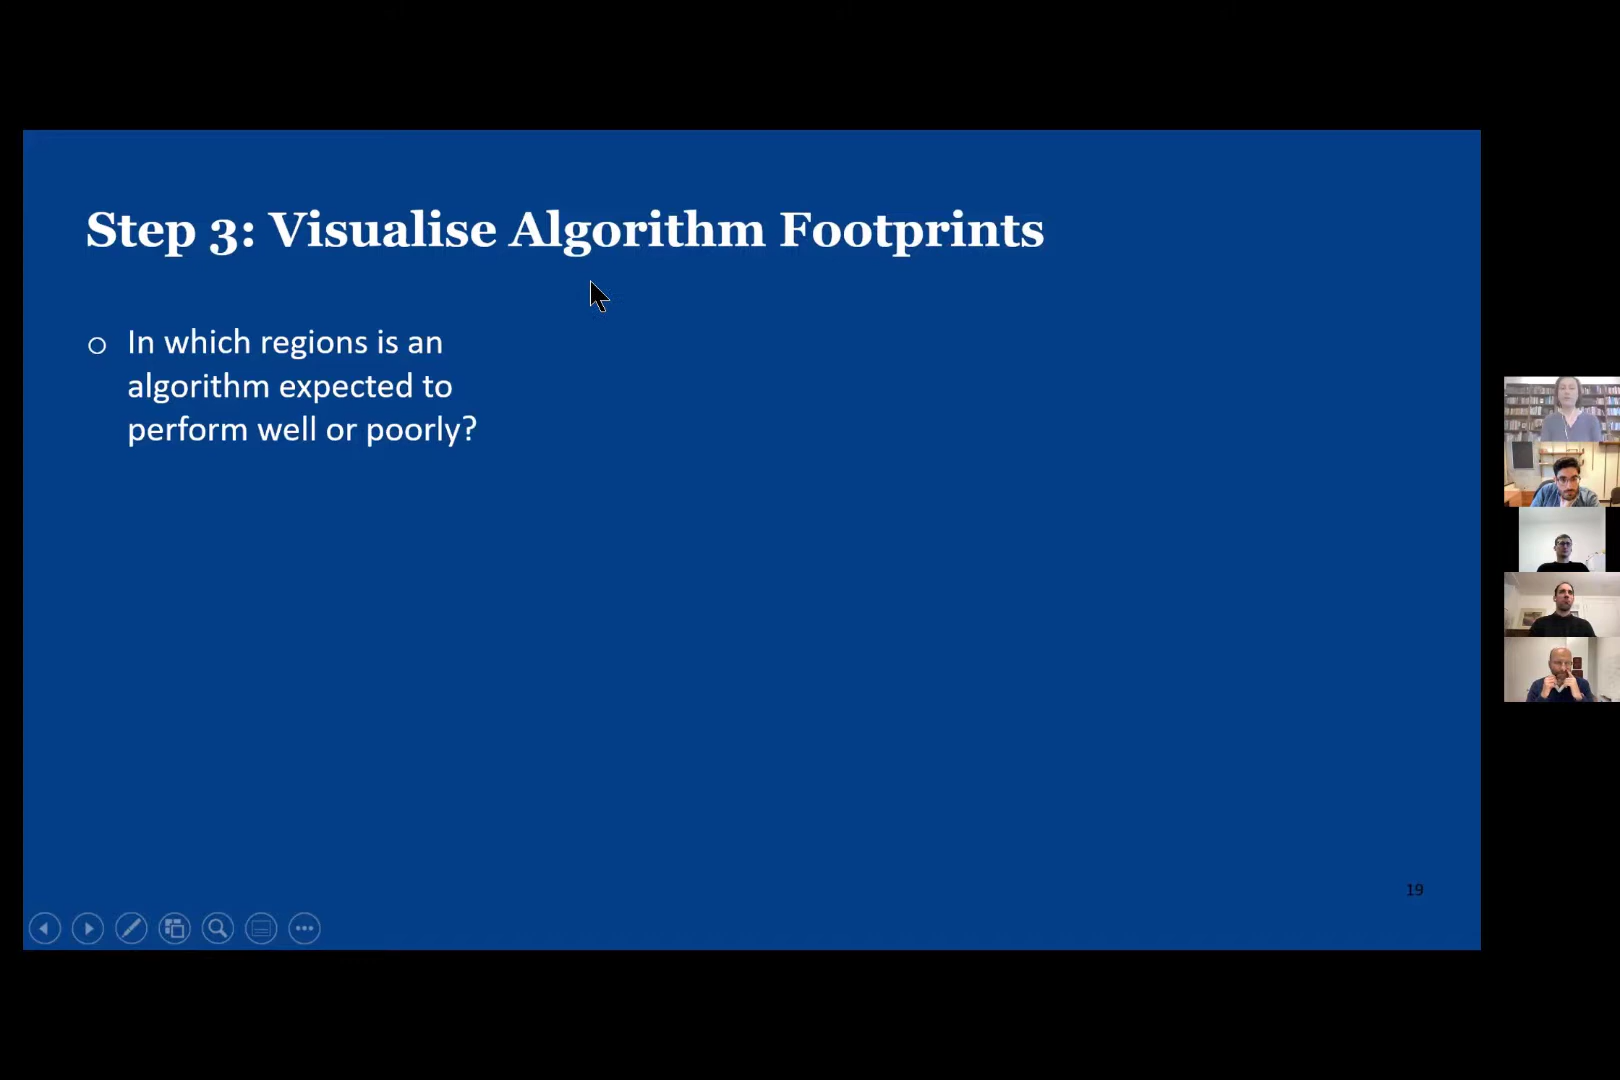 Step 3: Visualise Algorithm Footprints
In which regions is an
algorithm expected to
perform well or poorly?
19